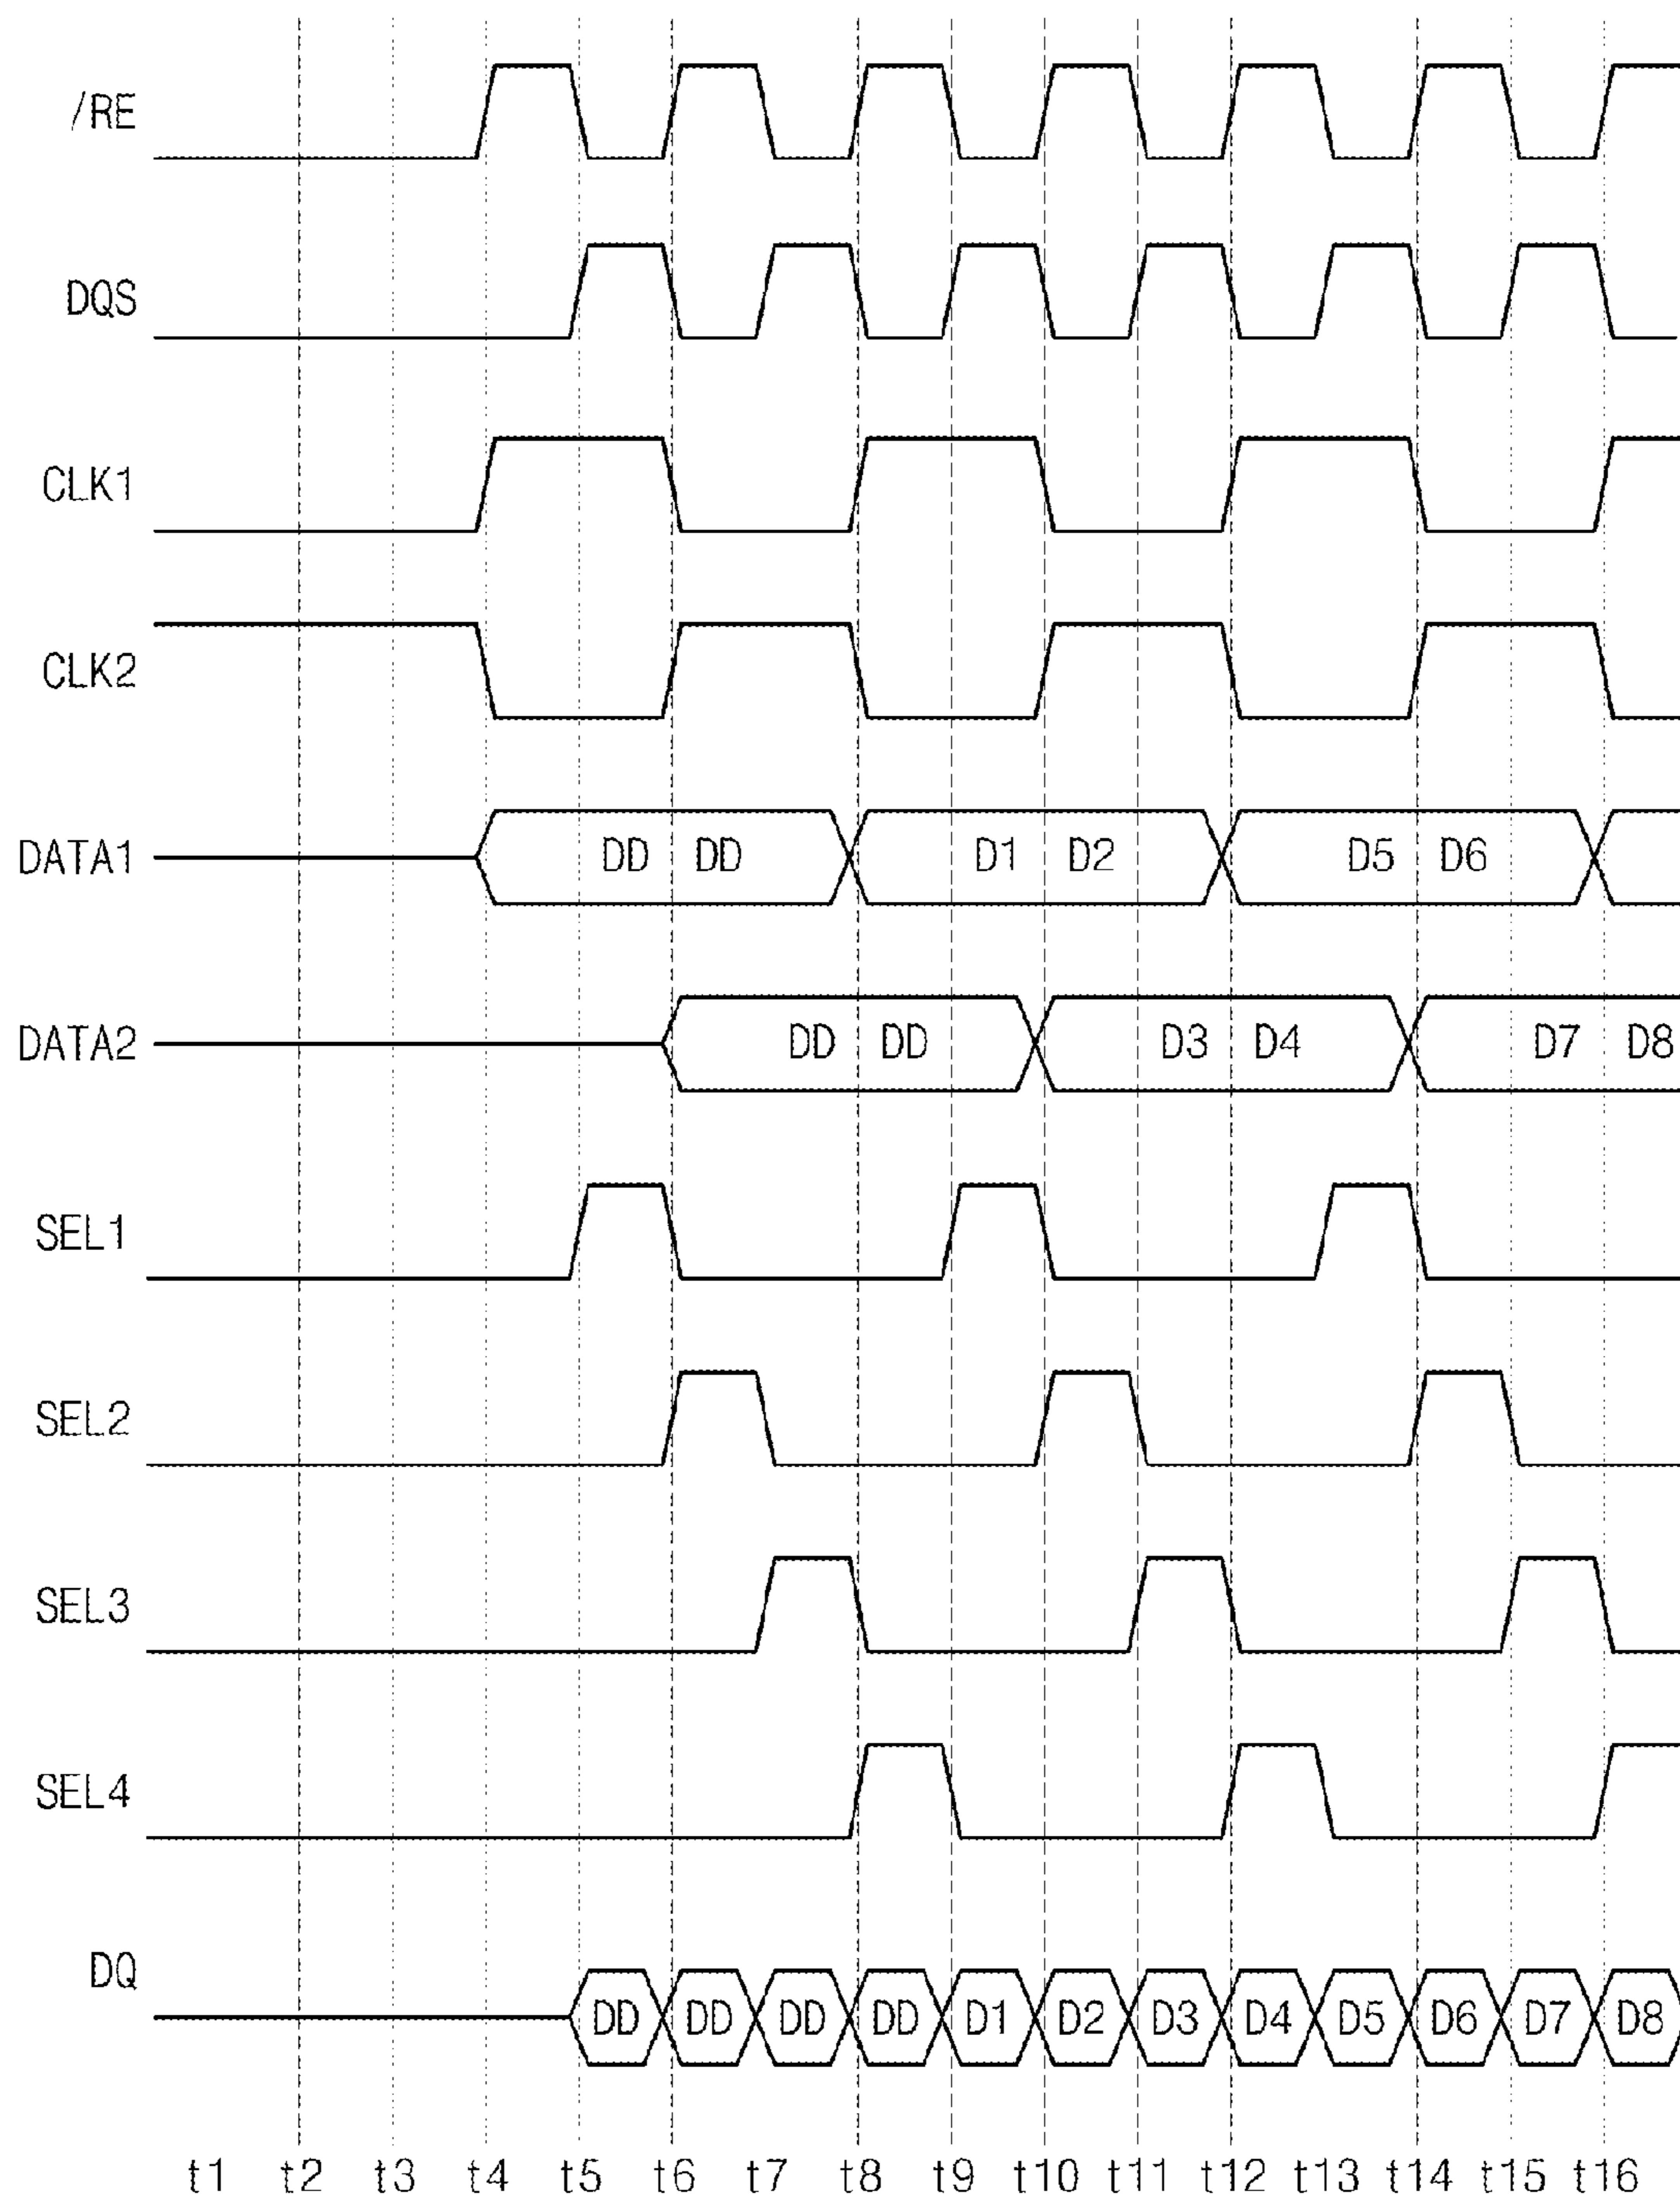 /RE
DQS
CLK1
CLK2
DATA1 DD DD D1 D2 D5 D6
DATA2 DD DD D3 D4 D7 D8
SEL1
SEL2
SEL3
SEL4
DQ DD DD DD DD D1 D2 D3 D4 D5 D6 D7 D8
t1 t2 t3 t4 t5 t6 t7 t8 t9 t10 t11 t12 t13 t14 t15 t16